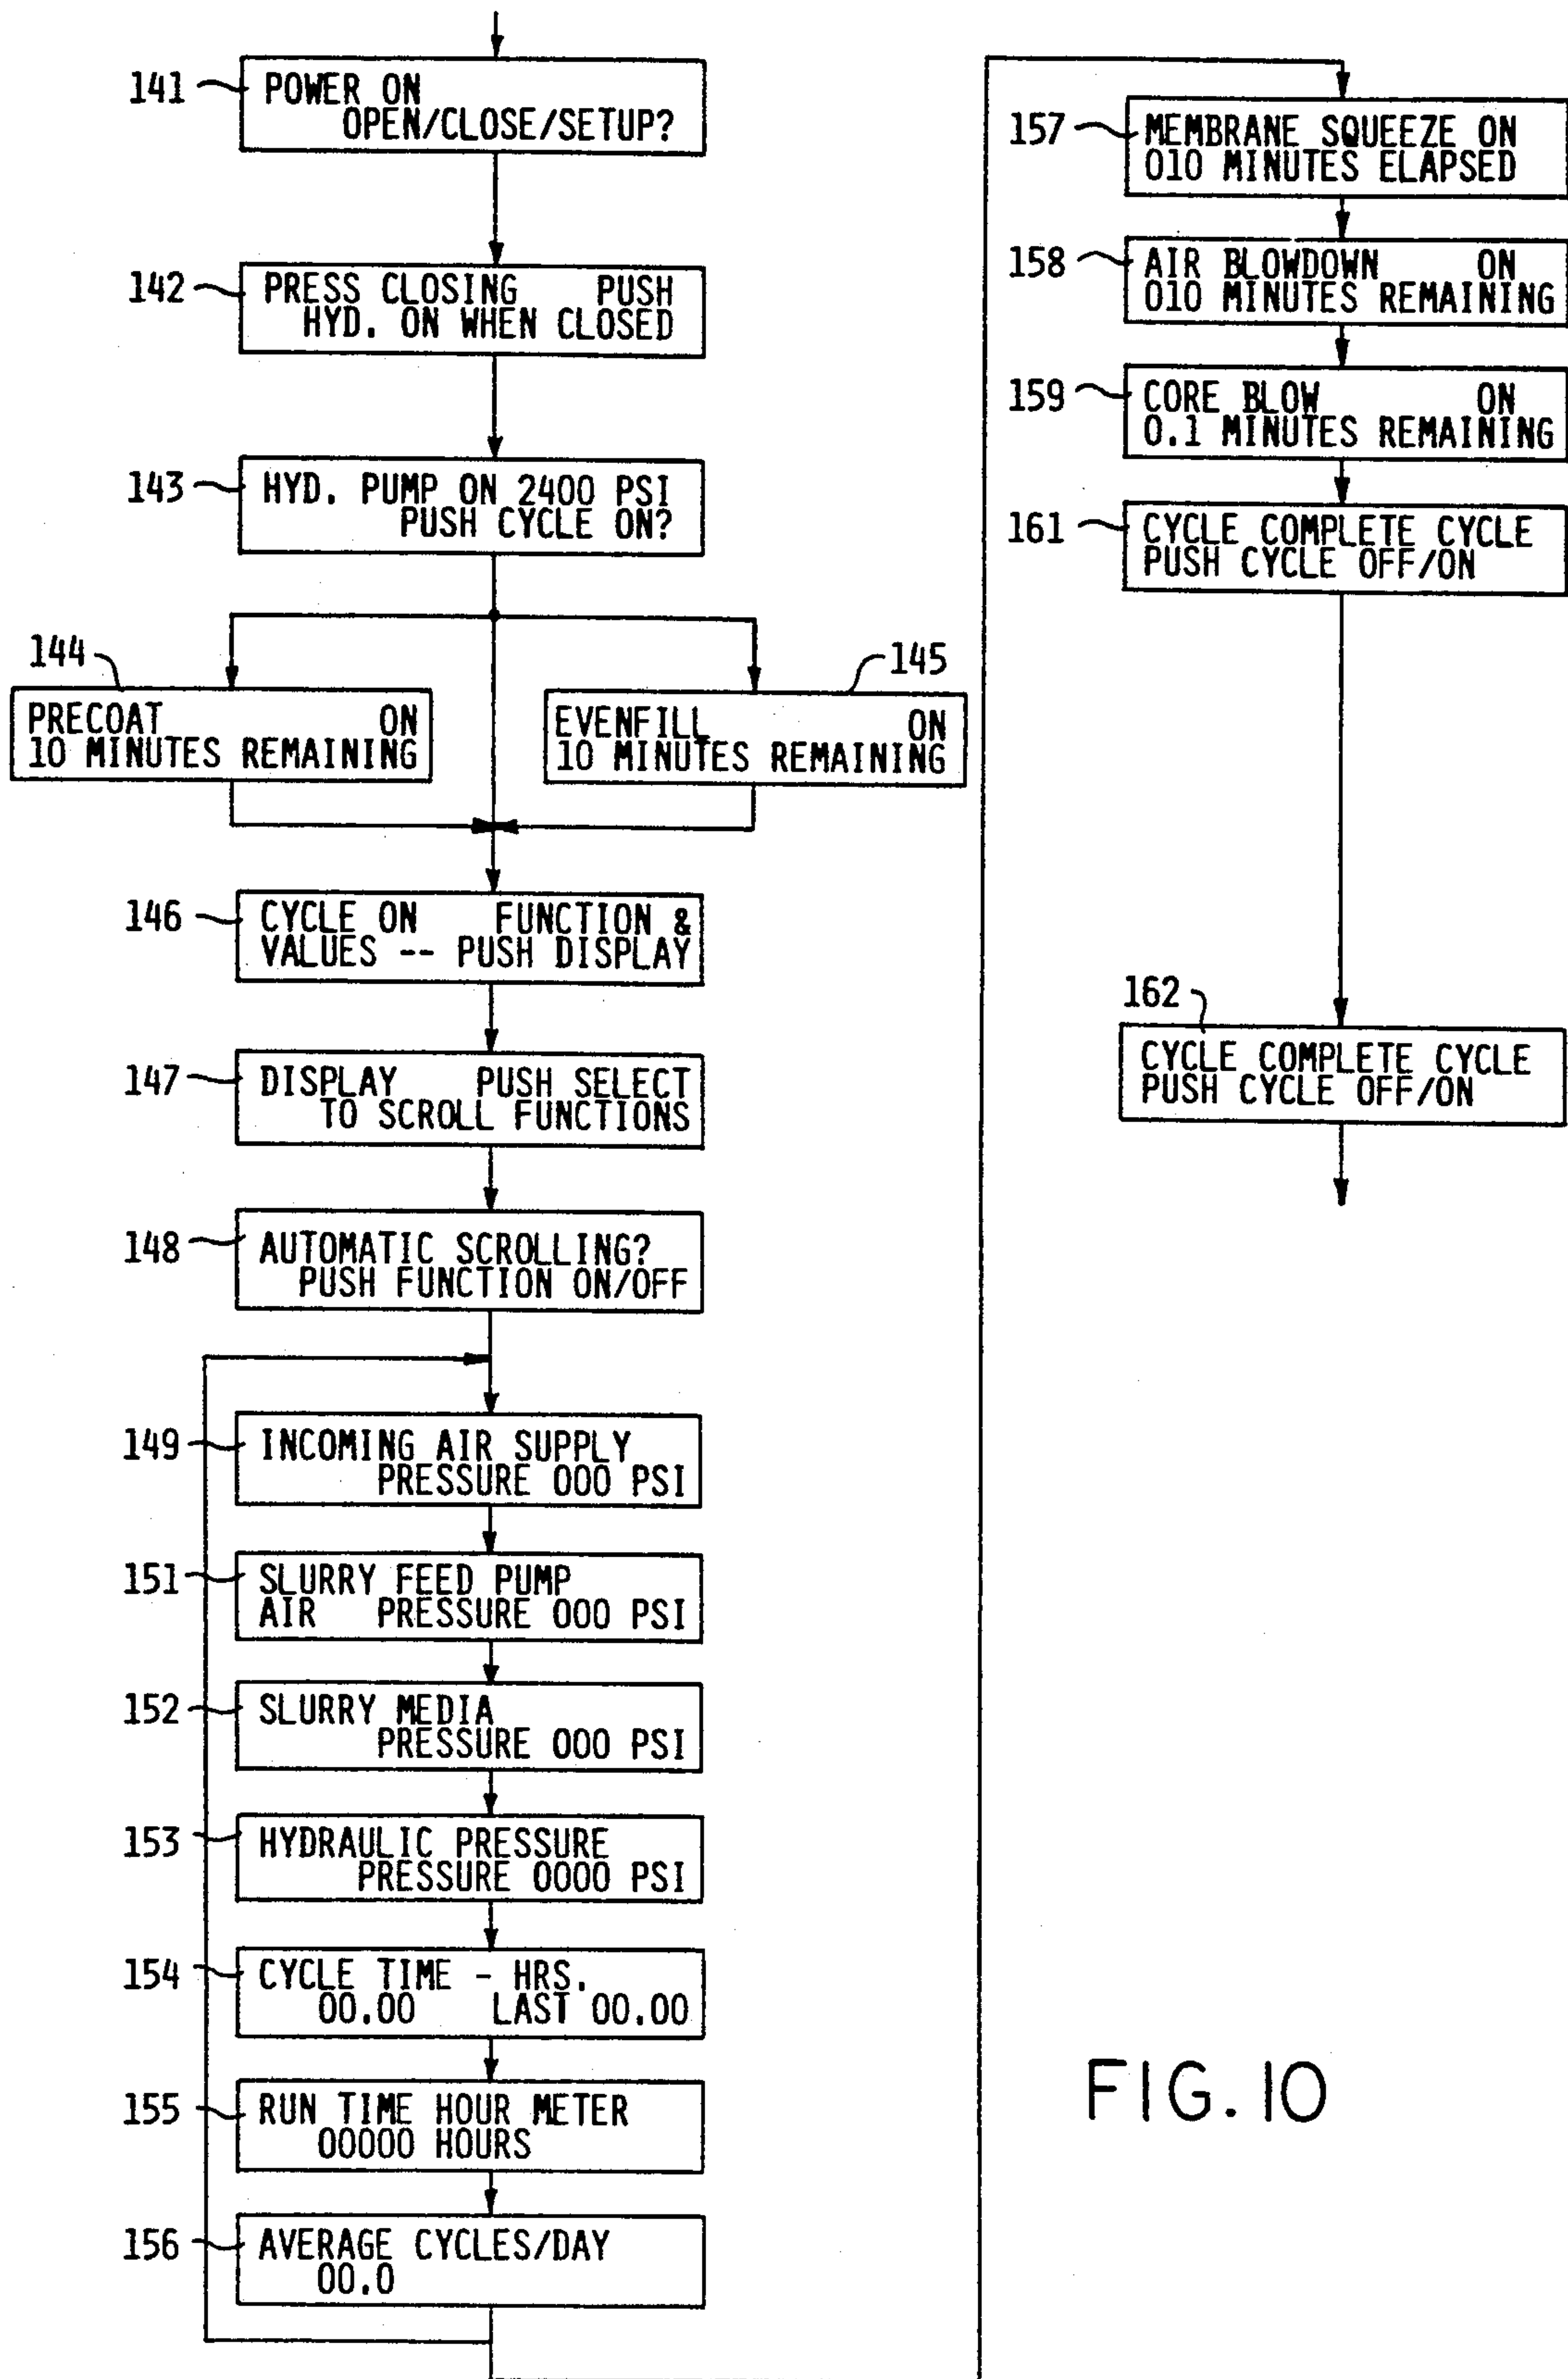 141
POWER ON
OPEN/CLOSE/SETUP?
142
PRESS CLOSING PUSH
HYD. ON WHEN CLOSED
143
HYD. PUMP ON 2400 PSI
PUSH CYCLE ON?
144
PRECOAT ON
10 MINUTES REMAINING
145
EVENFILL ON
10 MINUTES REMAINING
146
CYCLE ON FUNCTION &
VALUES -- PUSH DISPLAY
147
DISPLAY PUSH SELECT
TO SCROLL FUNCTIONS
148
AUTOMATIC SCROLLING?
PUSH FUNCTION ON/OFF
149
INCOMING AIR SUPPLY
PRESSURE 000 PSI
151
SLURRY FEED PUMP
AIR PRESSURE 000 PSI
152
SLURRY MEDIA
PRESSURE 000 PSI
153
HYDRAULIC PRESSURE
PRESSURE 0000 PSI
154
CYCLE TIME - HRS.
00.00 LAST 00.00
155
RUN TIME HOUR METER
00000 HOURS
156
AVERAGE CYCLES/DAY
00.0
157
MEMBRANE SQUEEZE ON
010 MINUTES ELAPSED
158
AIR BLOWDOWN ON
010 MINUTES REMAINING
159
CORE BLOW ON
0.1 MINUTES REMAINING
161
CYCLE COMPLETE CYCLE
PUSH CYCLE OFF/ON
162
CYCLE COMPLETE CYCLE
PUSH CYCLE OFF/ON
FIG. 10